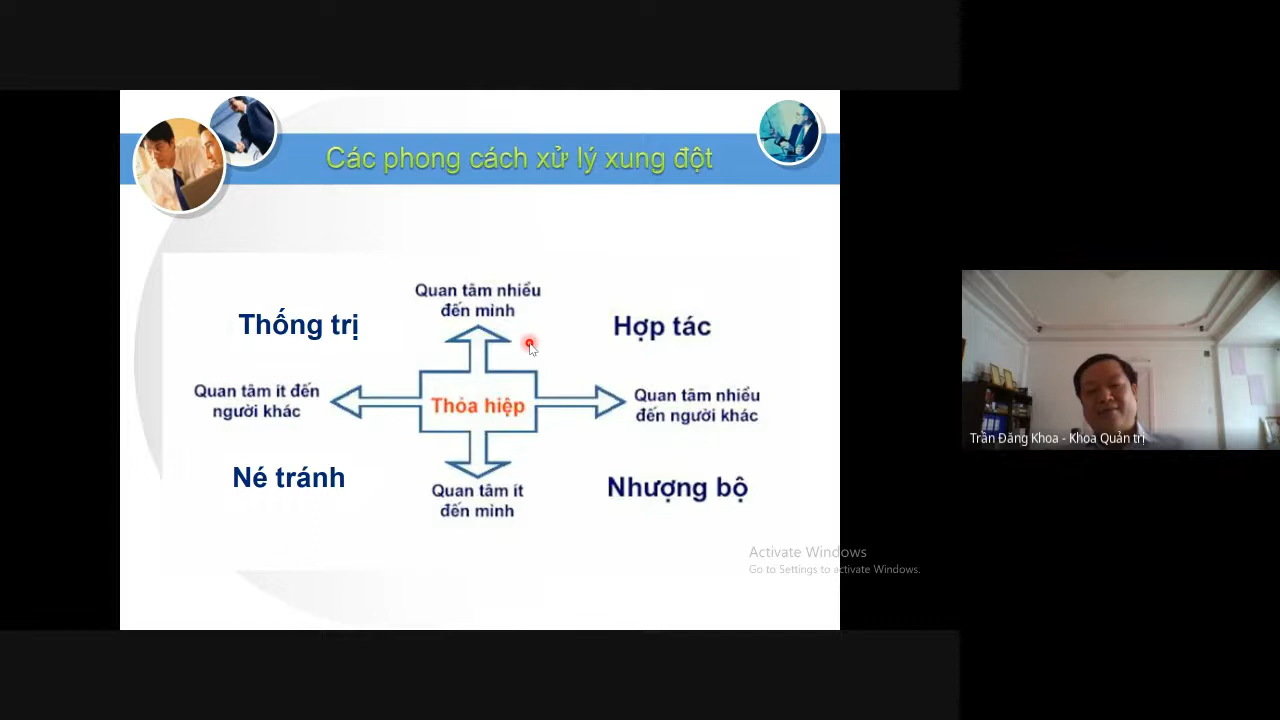 Các phong cách xử lý xung đột
Quan tâm nhiều
đến mình
Thống trị
Hợp tác
Quan tâm ít đến
người khác
Thỏa hiệp
Quan tâm nhiều
đến người khác
Né tránh
Quan tâm ít
đến mình
Nhượng bộ
Trần Đăng Khoa - Khoa Quản trị
Activate Windows
Go to Settings to activate Windows.